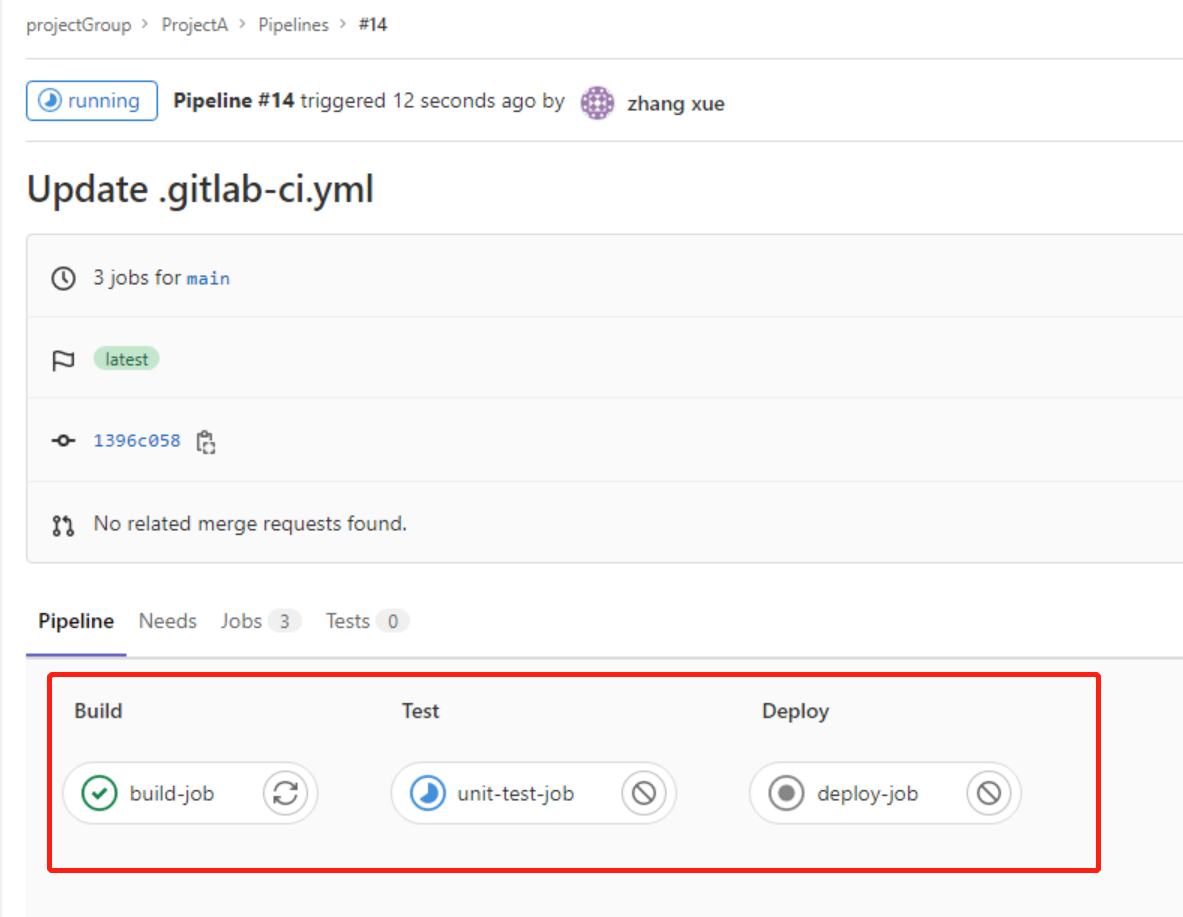 projectGroup > ProjectA > Pipelines > #14
running Pipeline #14 triggered 12 seconds ago by zhang xue
Update .gitlab-ci.yml
3 jobs for main
latest
1396c058
No related merge requests found.
Pipeline Needs Jobs 3 Tests 0
Build Test Deploy
build-job unit-test-job deploy-job